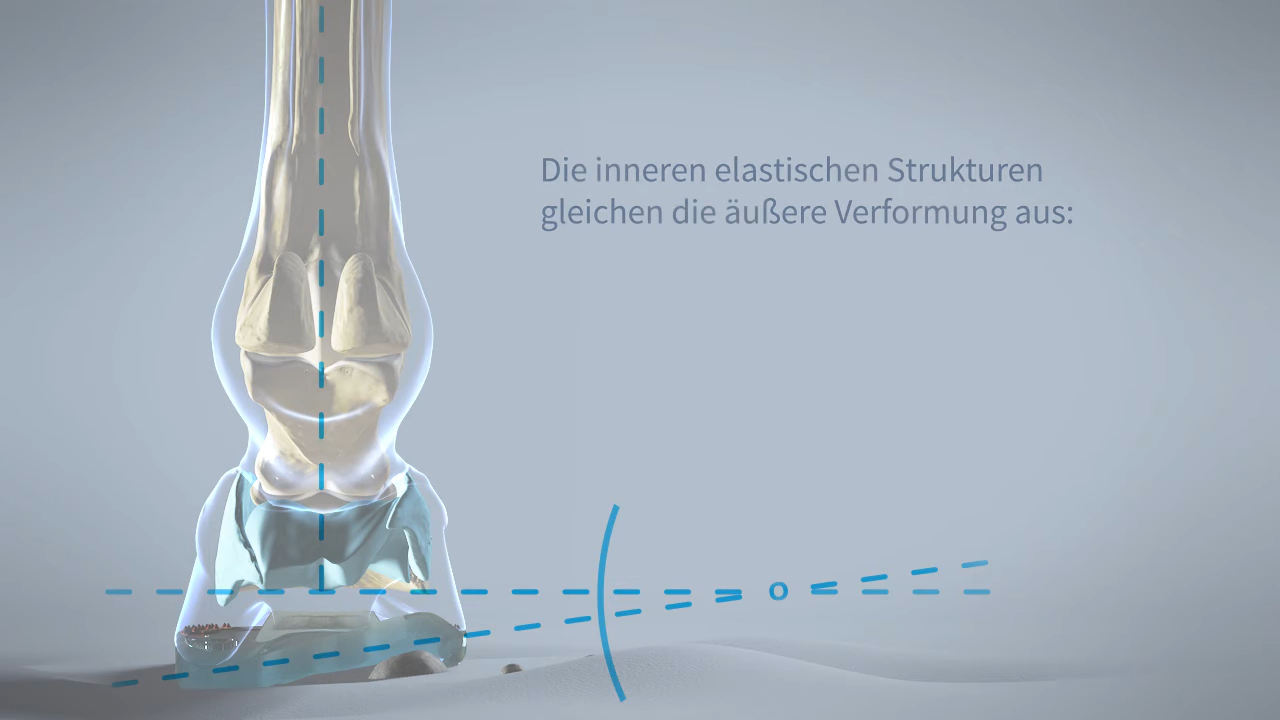 Die inneren elastischen Strukturen
gleichen die äußere Verformung aus: